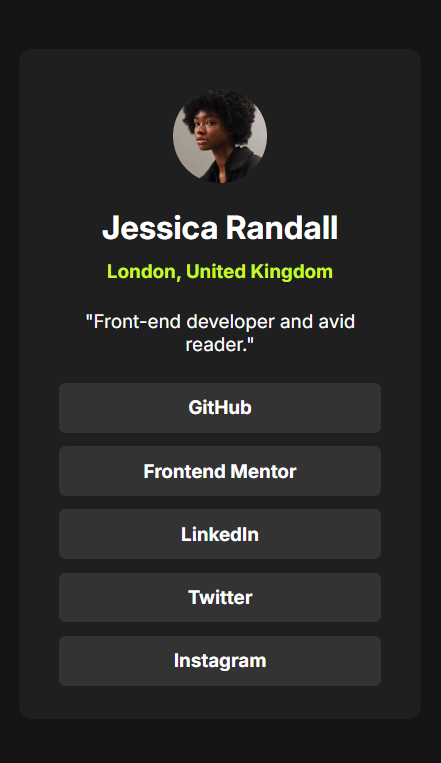 Jessica Randall
London, United Kingdom
"Front-end developer and avid
reader."
GitHub
Frontend Mentor
LinkedIn
Twitter
Instagram